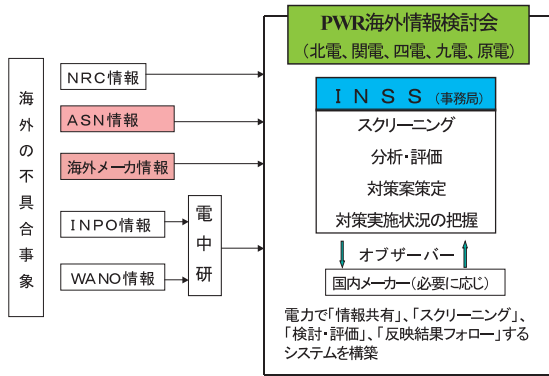 海外の不具合事象
NRC情報
ASN情報
海外メーカ情報
INPO情報
WANO情報
電中研
PWR海外情報検討会
(北電、関電、四電、九電、原電)
INSS(事務局)
スクリーニング
分析・評価
対策案策定
対策実施状況の把握
オブザーバー
国内メーカー(必要に応じ)
電力で「情報共有」、「スクリーニング」、
「検討・評価」、「反映結果フォロー」する
システムを構築